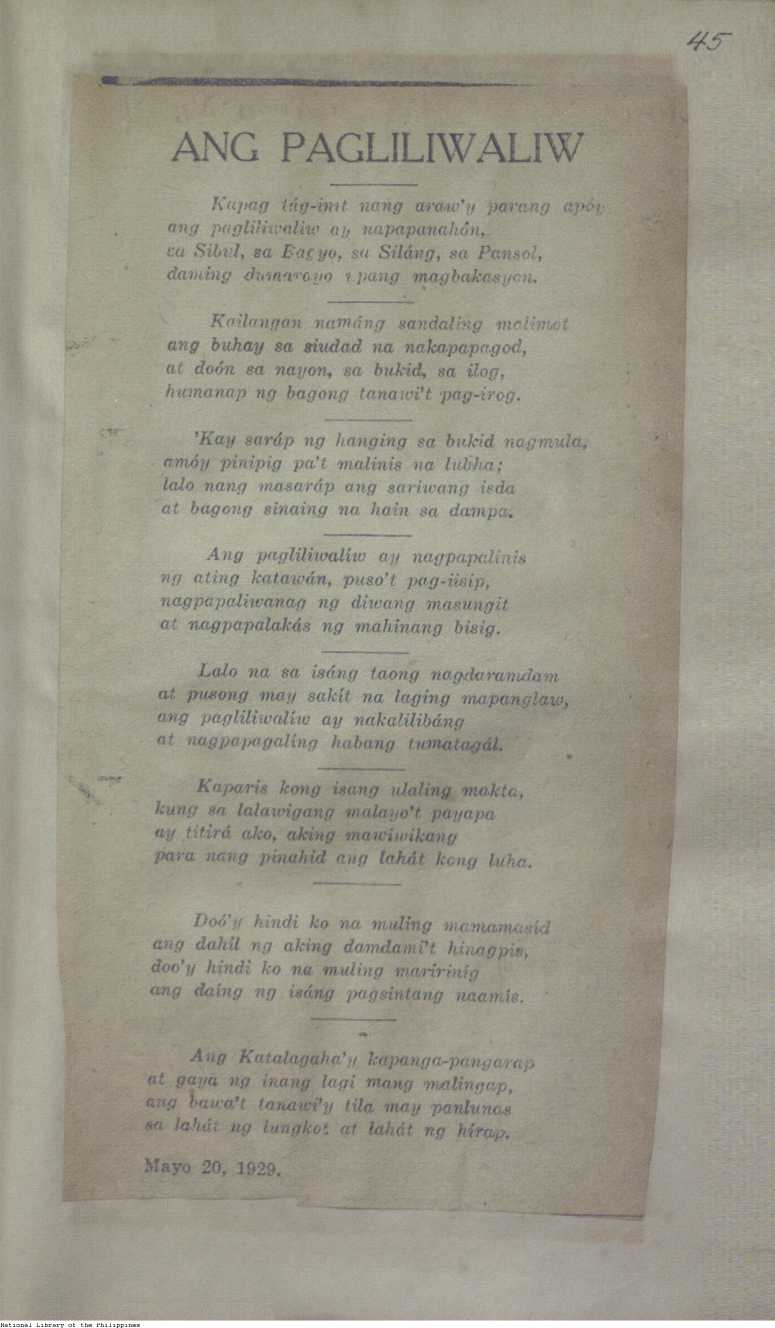 45
ANG PAGLILIWALIW
Kapag tág-init nang araw'y parang apóy
ang pagliliwaliw ay napapanahón,
sa Sibul, sa Bagyo, sa Siláng, sa Pansol,
daming dumarayo upang magbakasyon.
Kailangan namáng sandaling malimot
ang buhay sa siudad na nakapapagod,
at doón sa nayon, sa bukid, sa ilog,
humanap ng bagong tanawi't pag-irog.
'Kay saráp ng hanging sa bukid nagmula,
amóy pinipig pa't malinis na lubha;
lalo nang masaráp ang sariwang isda
at bagong sinaing na hain sa dampa.
Ang pagliliwaliw ay nagpapalinis
ng ating katawán, puso't pag-iisip,
nagpapaliwanag ng diwang masungit
at nagpapalakás ng mahinang bisig.
Lalo na sa isáng taong nagdaramdam
at pusong may sakít na laging mapanglaw,
ang pagliliwaliw ay nakalilibáng
at nagpapagaling habang tumatagál.
Kaparis kong isang ulaling makta,
kung sa lalawigang malayo't payapa
ay titirá ako, aking mawiwikang
para nang pinahid ang lahát kong luha.
Doó'y hindi ko na muling mamamasid
ang dahil ng aking damdami't hinagpis,
doo'y hindi ko na muling maririnig
ang daing ng isáng pagsintang naamis.
Ang Katalagaha'y kapanga-pangarap
at gaya ng inang lagi mang malingap,
ang bawa't tanawi'y tila may panlunas
sa lahát ng lungkot at lahát ng hírap.
Mayo 20, 1929.
National Library of the Philippines